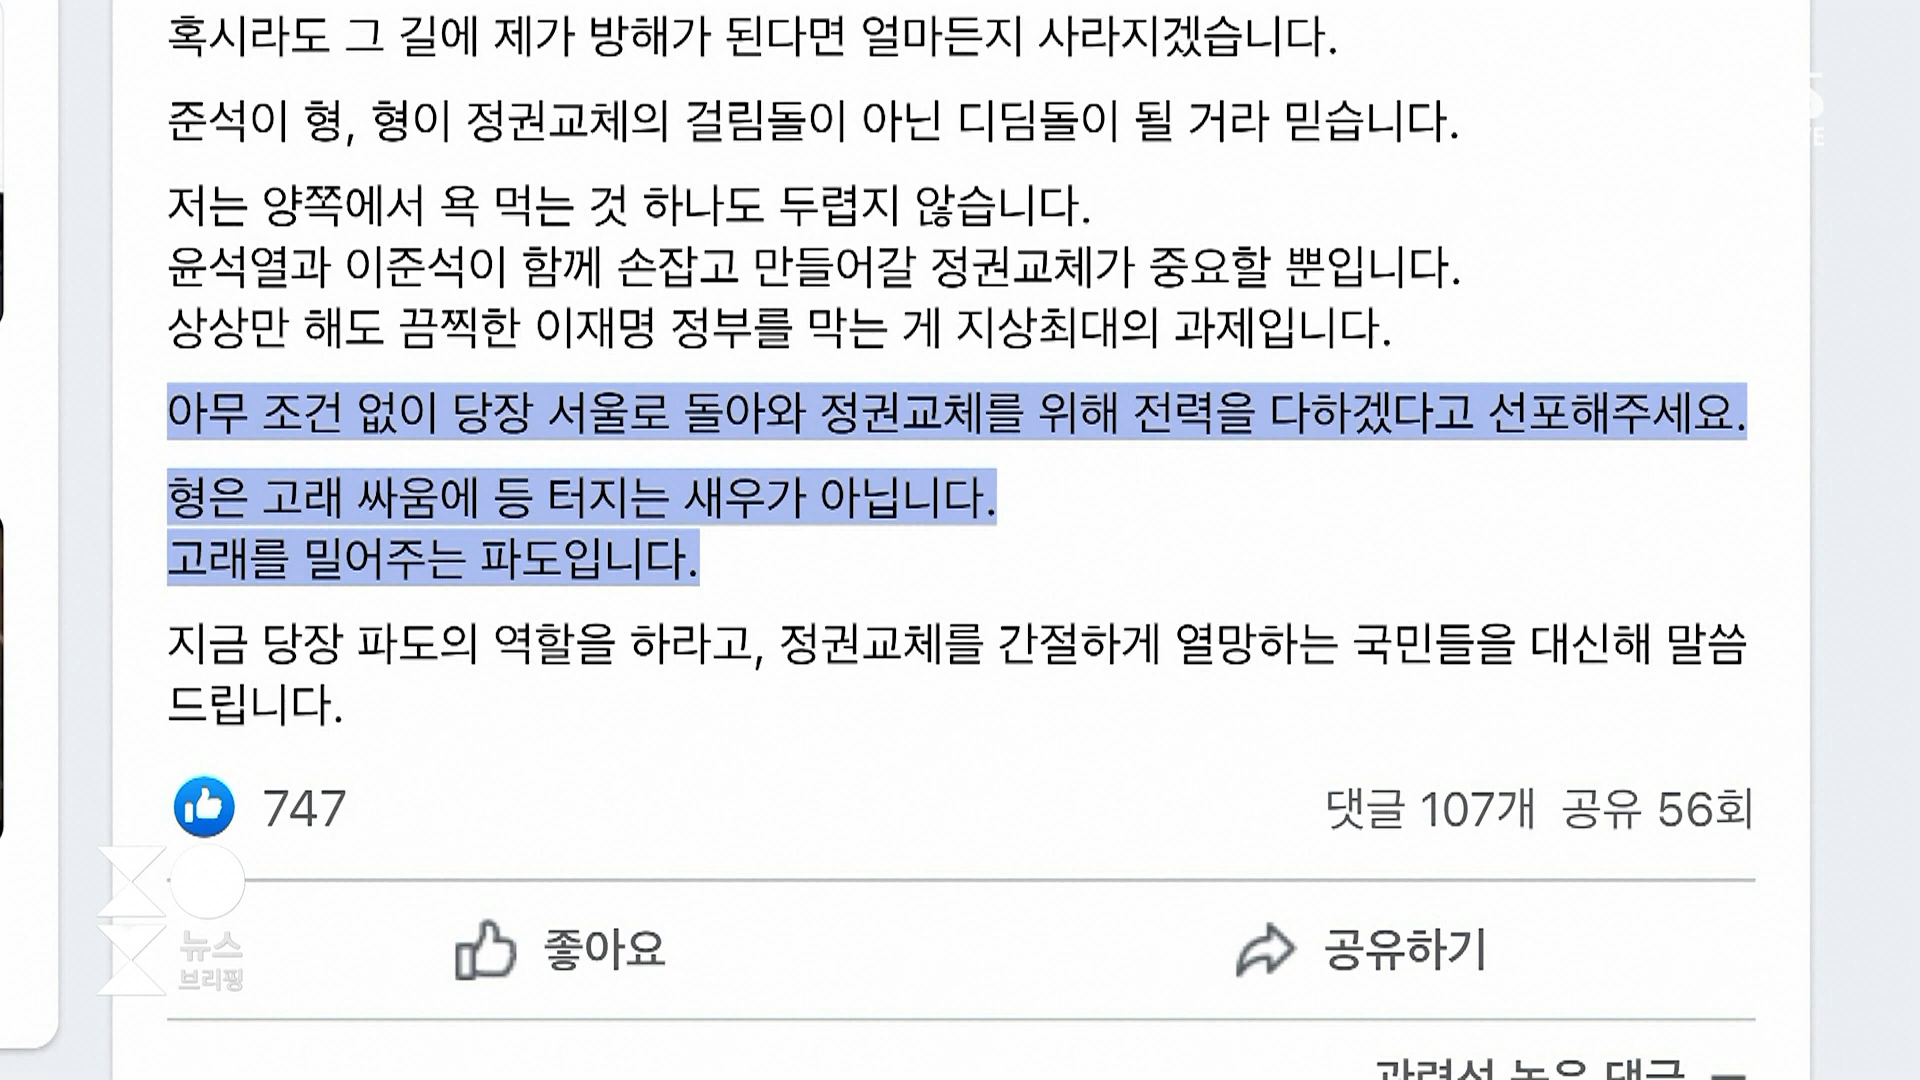 혹시라도 그 길에 제가 방해가 된다면 얼마든지 사라지겠습니다.
준석이 형, 형이 정권교체의 걸림돌이 아닌 디딤돌이 될 거라 믿습니다.
저는 양쪽에서 욕 먹는 것 하나도 두렵지 않습니다.
윤석열과 이준석이 함께 손잡고 만들어갈 정권교체가 중요할 뿐입니다.
상상만 해도 끔찍한 이재명 정부를 막는 게 지상최대의 과제입니다.
아무 조건 없이 당장 서울로 돌아와 정권교체를 위해 전력을 다하겠다고 선포해주세요.
형은 고래 싸움에 등 터지는 새우가 아닙니다.
고래를 밀어주는 파도입니다.
지금 당장 파도의 역할을 하라고, 정권교체를 간절하게 열망하는 국민들을 대신해 말씀
드립니다.
747
댓글 107개 공유 56회
뉴스
브리핑
좋아요
공유하기
관련성 높은 댓글